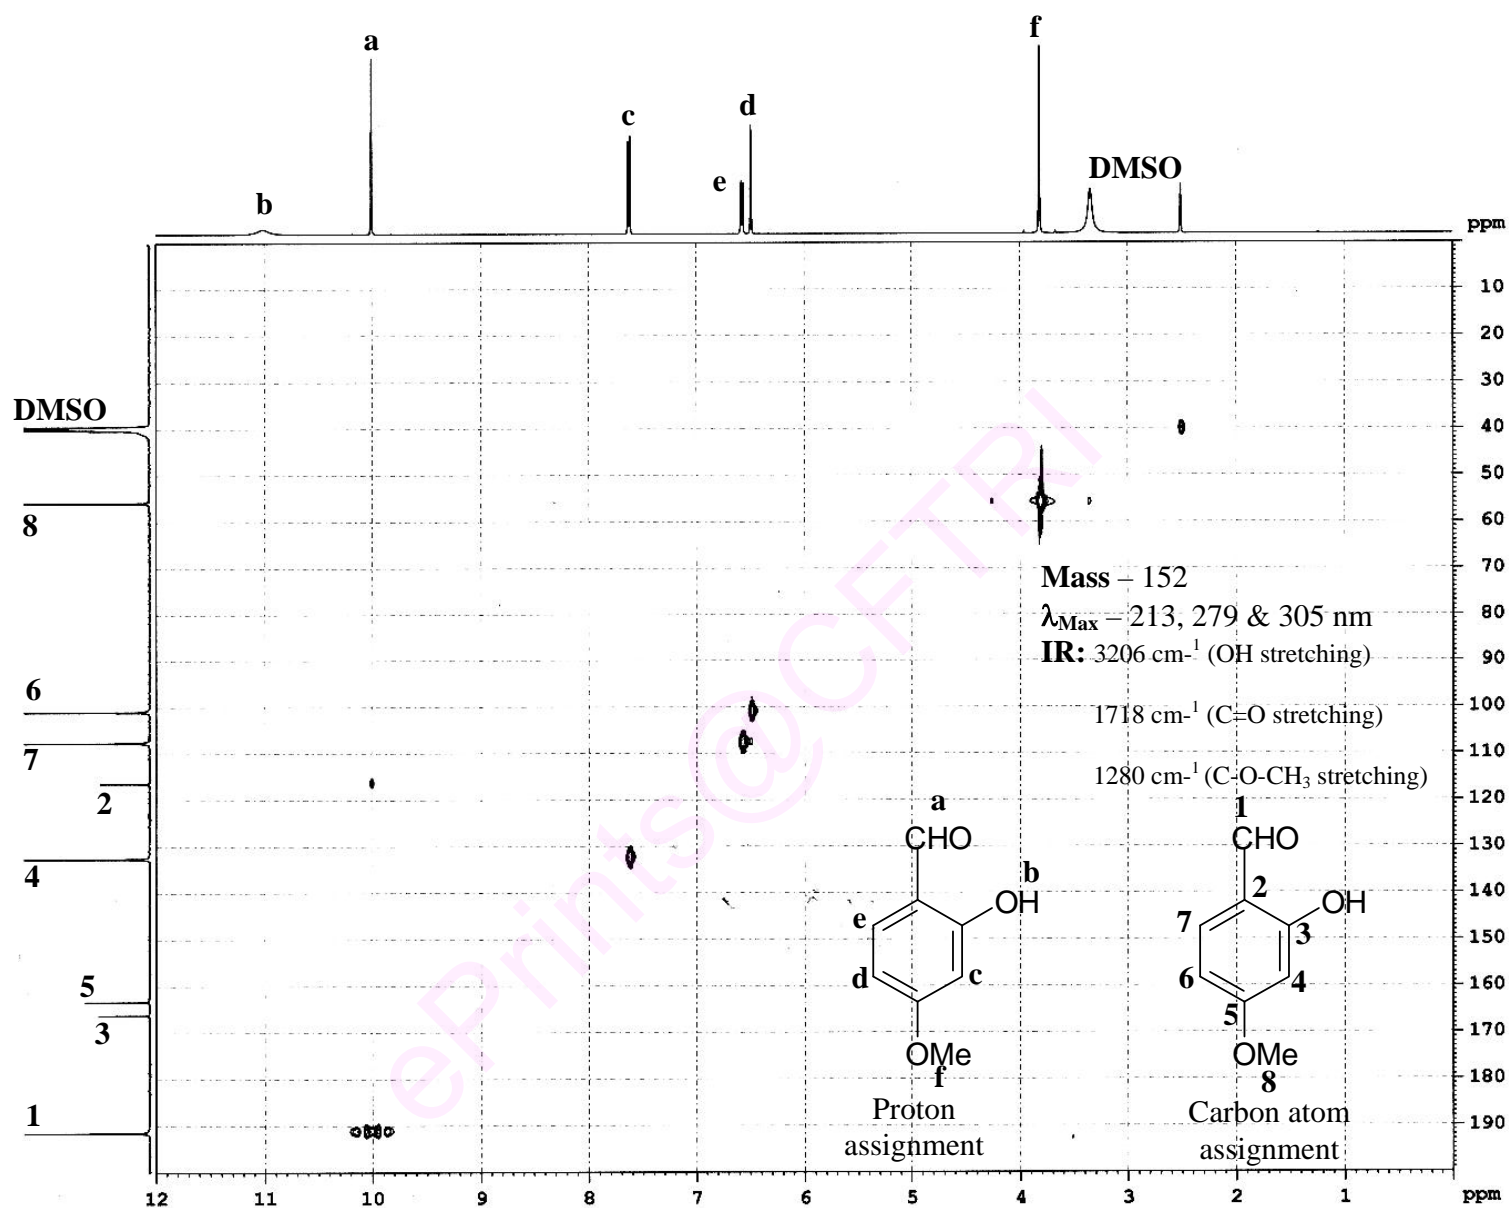 f
a
d
c
DMSO
e
b
ppm
10
20
30
DMSO
40
50
8
60
70
Mass – 152
80
λMax – 213, 279 & 305 nm
IR: 3206 cm-1 (OH stretching)
90
6
100
1718 cm-1 (C=O stretching)
7
110
1280 cm-1 (C-O-CH3 stretching)
2
120
a
1
CHO
CHO
130
4
b
2
140
OH
OH
e
7
3
150
d
c
6
4
160
5
5
3
170
OMe
OMe
f
8
180
1
Proton
assignment
Carbon atom
assignment
190
12 11 10 9 8 7 6 5 4 3 2 1 ppm
ePrints@CFTRI